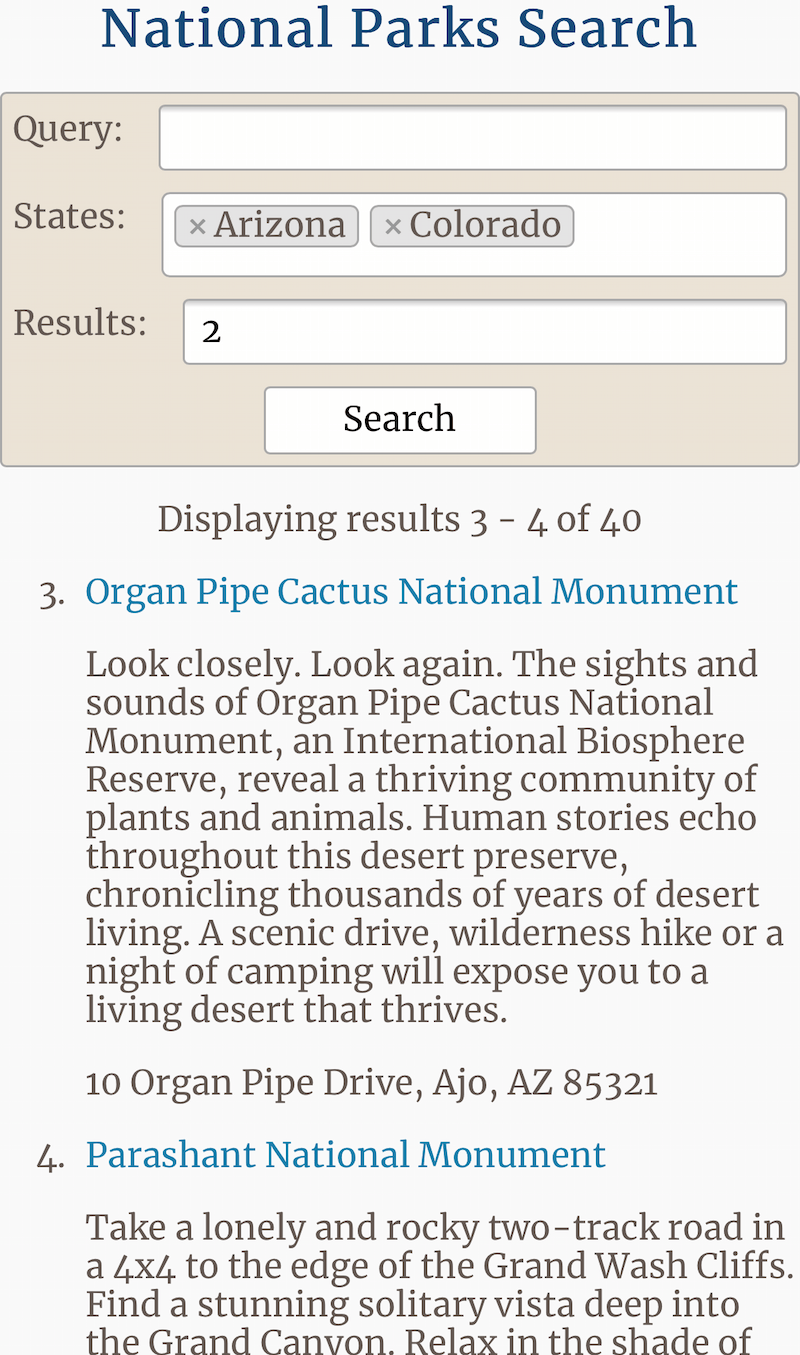 National Parks Search
Query:
States: × Arizona × Colorado
Results: 2
Search
Displaying results 3 - 4 of 40
3. Organ Pipe Cactus National Monument
Look closely. Look again. The sights and
sounds of Organ Pipe Cactus National
Monument, an International Biosphere
Reserve, reveal a thriving community of
plants and animals. Human stories echo
throughout this desert preserve,
chronicling thousands of years of desert
living. A scenic drive, wilderness hike or a
night of camping will expose you to a
living desert that thrives.
10 Organ Pipe Drive, Ajo, AZ 85321
4. Parashant National Monument
Take a lonely and rocky two-track road in
a 4x4 to the edge of the Grand Wash Cliffs.
Find a stunning solitary vista deep into
the Grand Canyon. Relax in the shade of